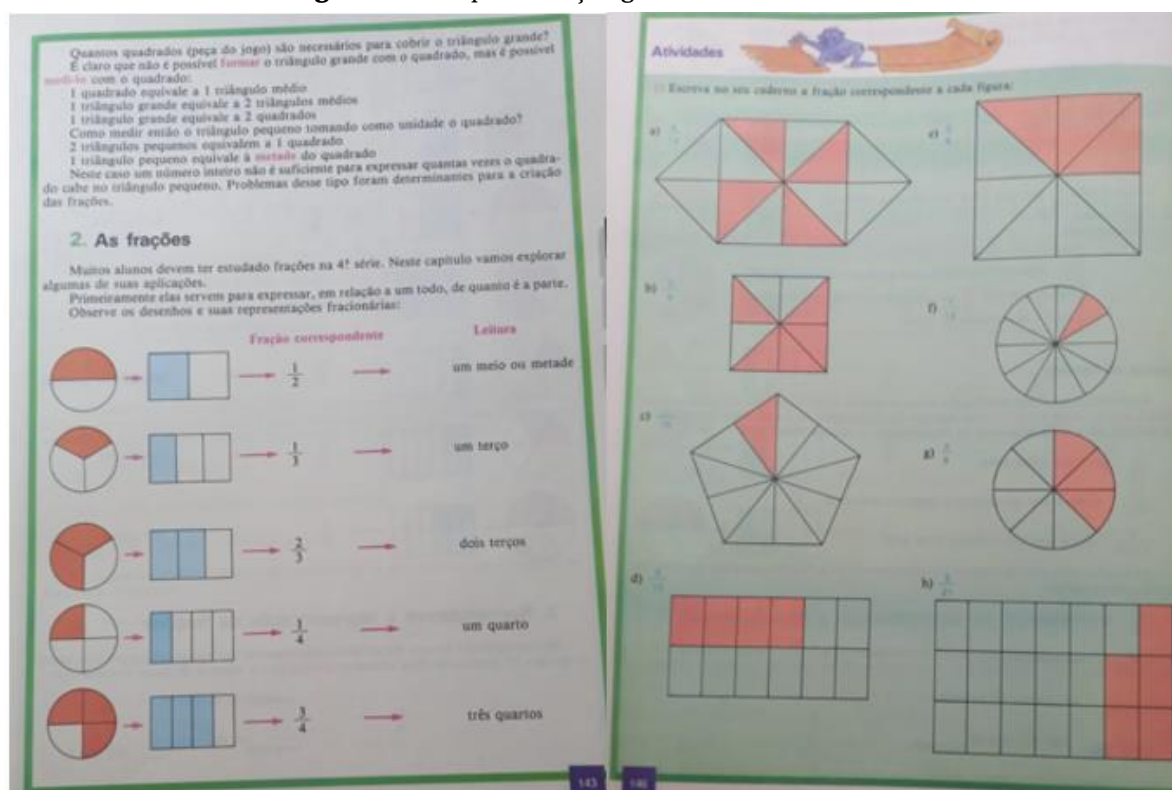 Quantos quadrados (peça do jogo) são necessários para cobrir o triângulo grande?
É claro que não é possível formar o triângulo grande com o quadrado, mas é possível
medi-lo com o quadrado:
1 quadrado equivale a 1 triângulo médio
1 triângulo grande equivale a 2 triângulos médios
1 triângulo grande equivale a 2 quadrados
Como medir então o triângulo pequeno tomando como unidade o quadrado?
2 triângulos pequenos equivalem a 1 quadrado
1 triângulo pequeno equivale à metade do quadrado
Neste caso um número inteiro não é suficiente para expressar quantas vezes o quadra-
do cabe no triângulo pequeno. Problemas desse tipo foram determinantes para a criação
das frações.
2. As frações
Muitos alunos devem ter estudado frações na 4ª série. Neste capítulo vamos explorar
algumas de suas aplicações.
Primeiramente elas servem para expressar, em relação a um todo, de quanto é a parte.
Observe os desenhos e suas representações fracionárias:
Fração correspondente Leitura
1/2 um meio ou metade
1/3 um terço
2/3 dois terços
1/4 um quarto
3/4 três quartos
143
Atividades
Escreva no seu caderno a fração correspondente a cada figura:
a)
b)
c)
d)
e)
f)
g)
h)